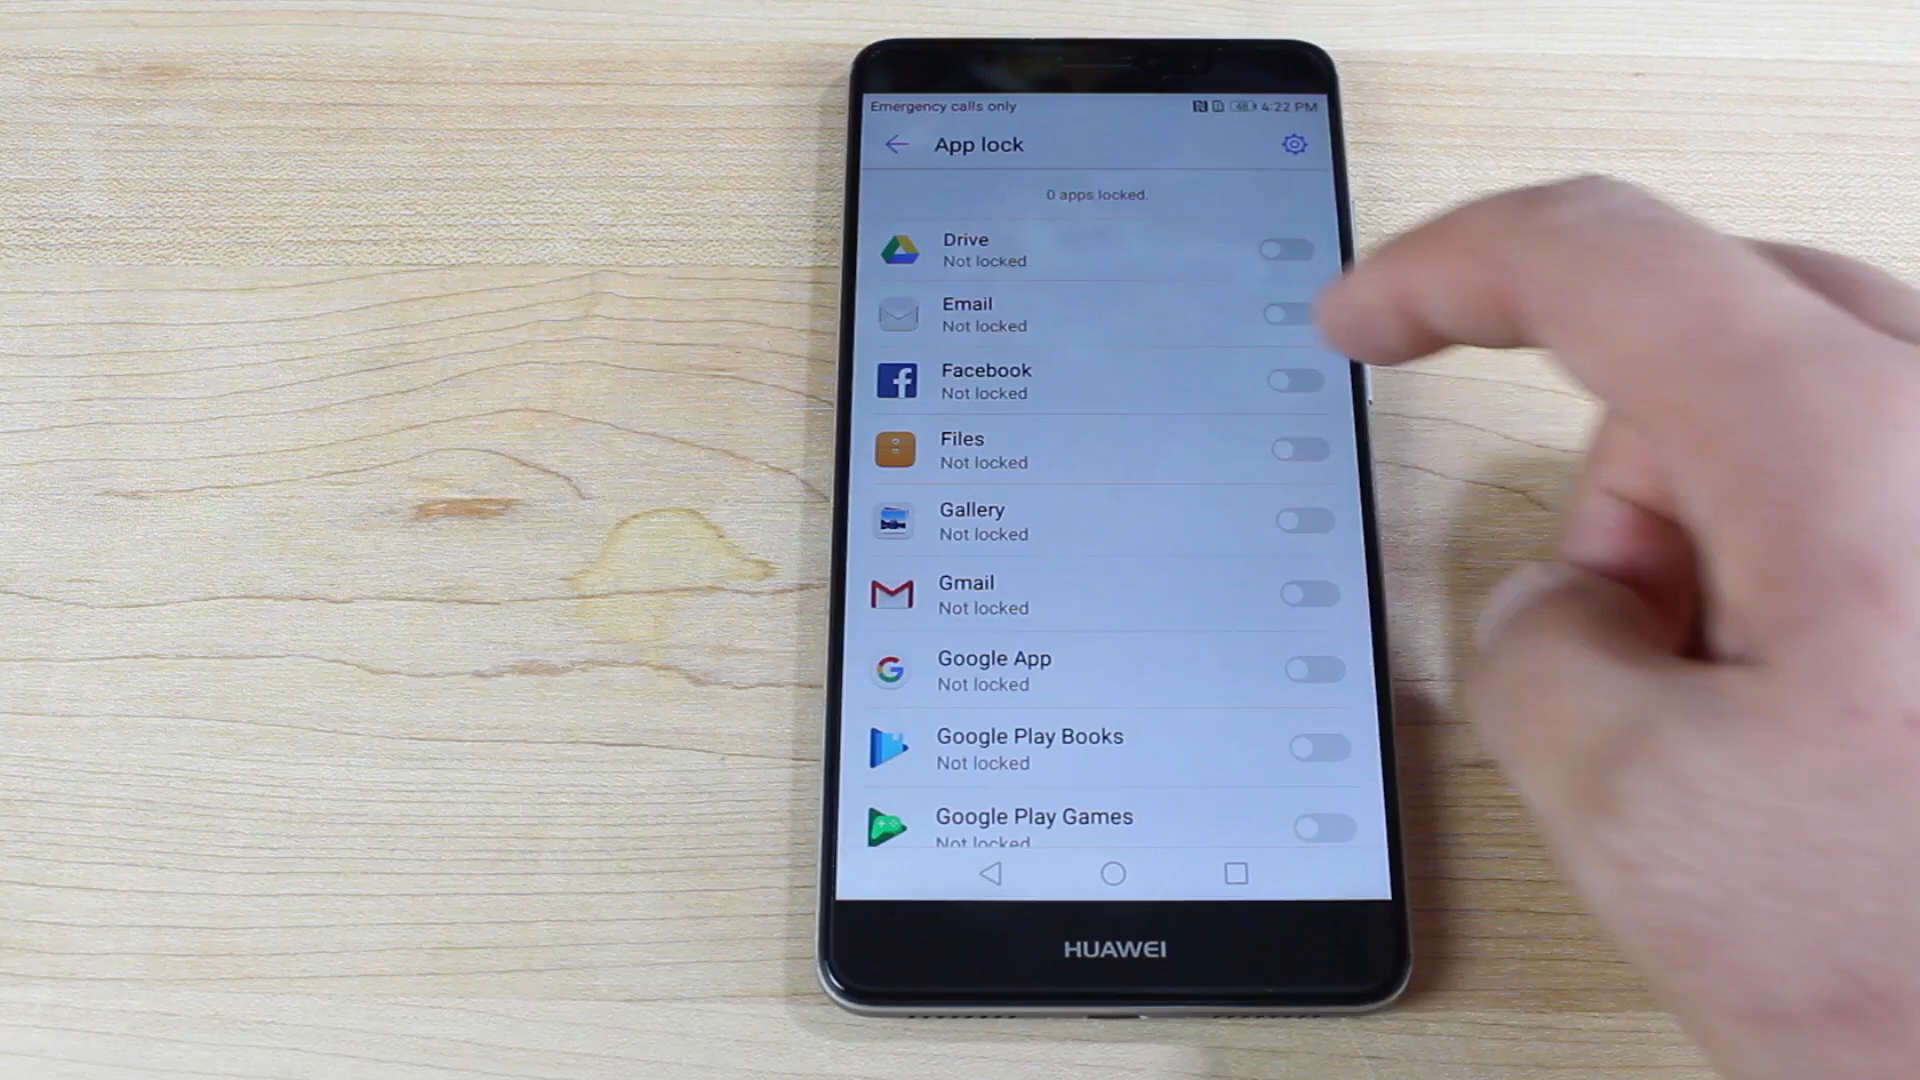 Emergency calls only 48 4:22 PM
App lock
0 apps locked.
Drive
Not locked
Email
Not locked
Facebook
Not locked
Files
Not locked
Gallery
Not locked
Gmail
Not locked
Google App
Not locked
Google Play Books
Not locked
Google Play Games
Not locked
HUAWEI